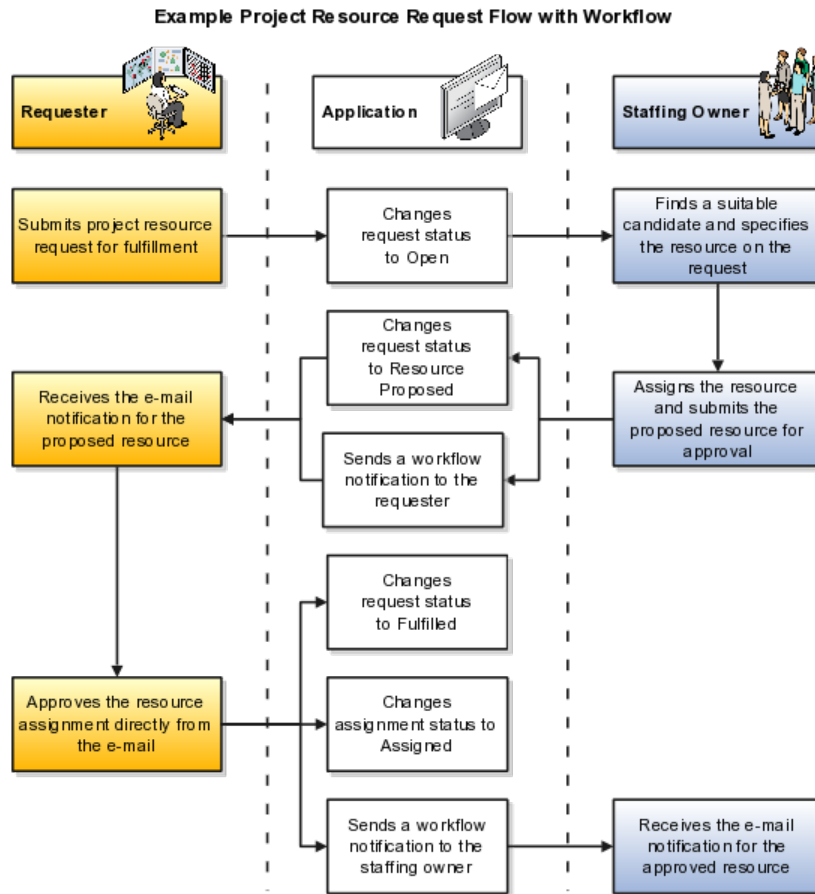 Example Project Resource Request Flow with Workflow
Requester
Application
Staffing Owner
Submits project resource
request for fulfillment
Changes
request status
to Open
Finds a suitable
candidate and specifies
the resource on the
request
Changes
request status
to Resource
Proposed
Receives the e-mail
notification for the
proposed resource
Assigns the resource
and submits the
proposed resource for
approval
Sends a workflow
notification to the
requester
Changes
request status
to Fulfilled
Approves the resource
assignment directly from
the e-mail
Changes
assignment status to
Assigned
Sends a workflow
notification to the
staffing owner
Receives the e-mail
notification for the
approved resource